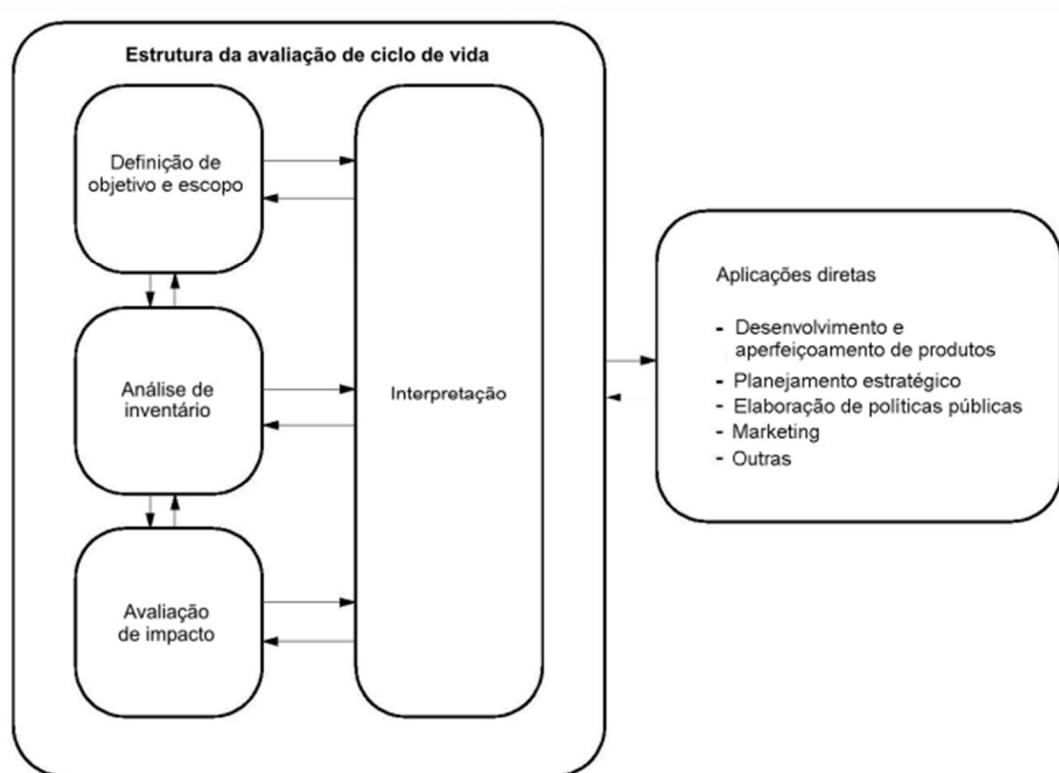 Estrutura da avaliação de ciclo de vida
Definição de
objetivo e escopo
Análise de
inventário
Avaliação
de impacto
Interpretação
Aplicações diretas
- Desenvolvimento e
aperfeiçoamento de produtos
- Planejamento estratégico
- Elaboração de políticas públicas
- Marketing
- Outras